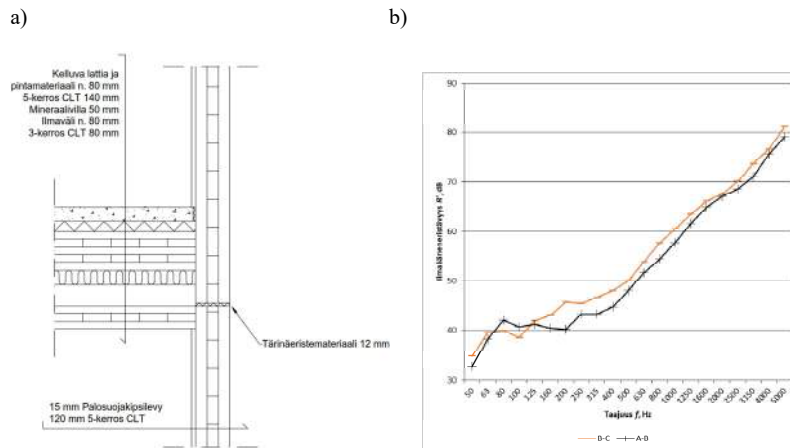 a)
b)
Kelluva lattia ja
pintamateriaali n. 80 mm
5-kerros CLT 140 mm
Mineraalivilla 50 mm
Ilmaväli n. 80 mm
3-kerros CLT 80 mm
Tärinäeristemateriaali 12 mm
15 mm Palosuojakipsilevy
120 mm 5-kerros CLT
Ilmaääneneristävyys R', dB
90
80
70
60
50
40
30
50
63
80
100
125
160
200
250
315
400
500
630
800
1000
1250
1600
2000
2500
3150
4000
5000
Taajuus f, Hz
B-C
A-B